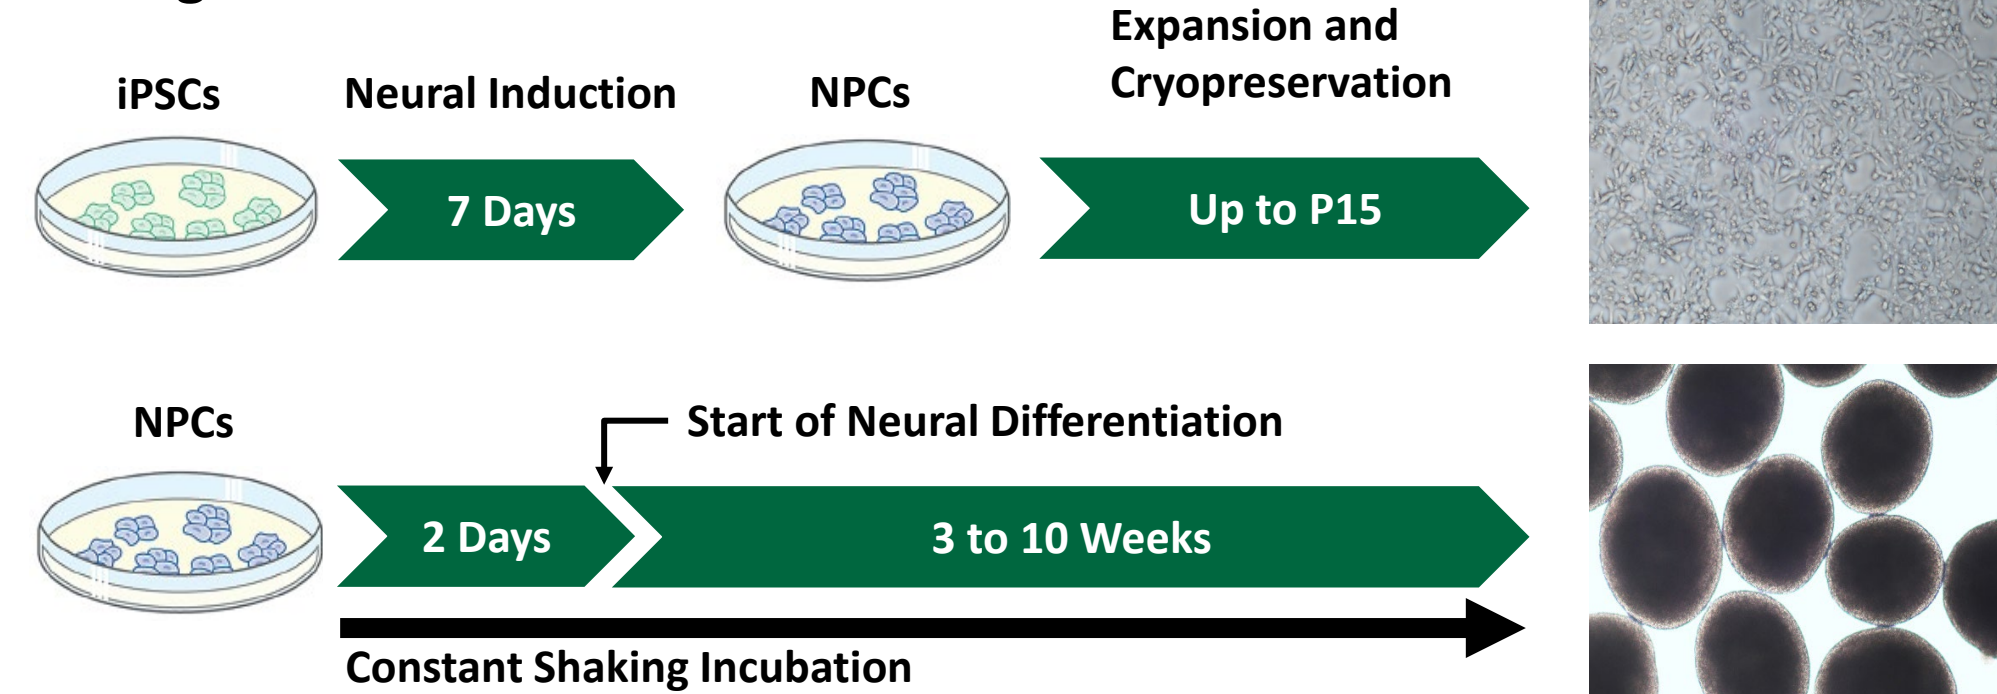 iPSCs
Neural Induction
NPCs
Expansion and
Cryopreservation
7 Days
Up to P15
NPCs
Start of Neural Differentiation
2 Days
3 to 10 Weeks
Constant Shaking Incubation